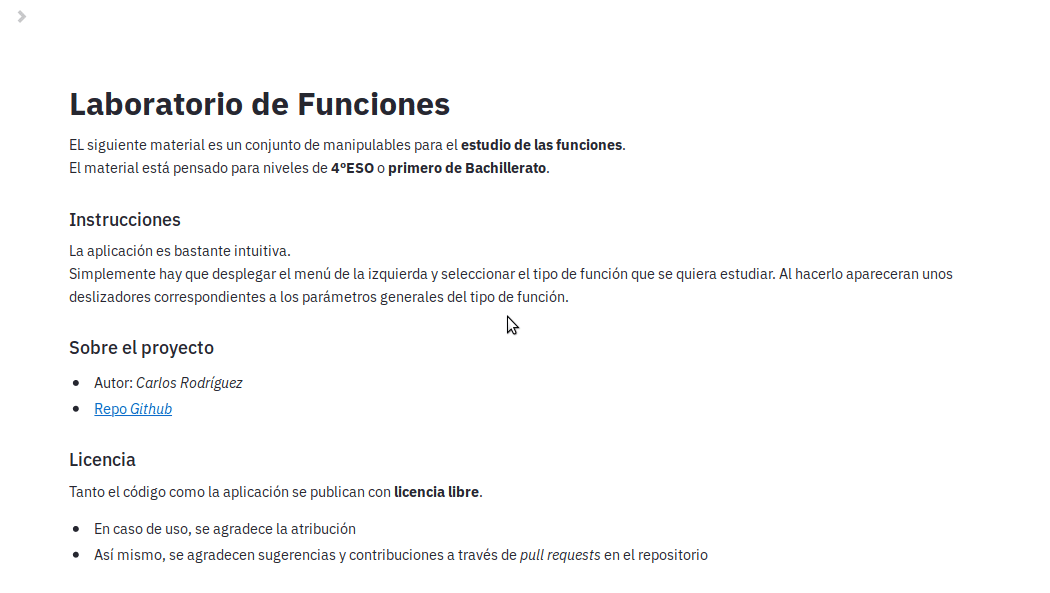 Laboratorio de Funciones
EL siguiente material es un conjunto de manipulables para el estudio de las funciones.
El material está pensado para niveles de 4ºESO o primero de Bachillerato.
Instrucciones
La aplicación es bastante intuitiva.
Simplemente hay que desplegar el menú de la izquierda y seleccionar el tipo de función que se quiera estudiar. Al hacerlo apareceran unos
deslizadores correspondientes a los parámetros generales del tipo de función.
Sobre el proyecto
Autor: Carlos Rodríguez
Repo Github
Licencia
Tanto el código como la aplicación se publican con licencia libre.
En caso de uso, se agradece la atribución
Así mismo, se agradecen sugerencias y contribuciones a través de pull requests en el repositorio